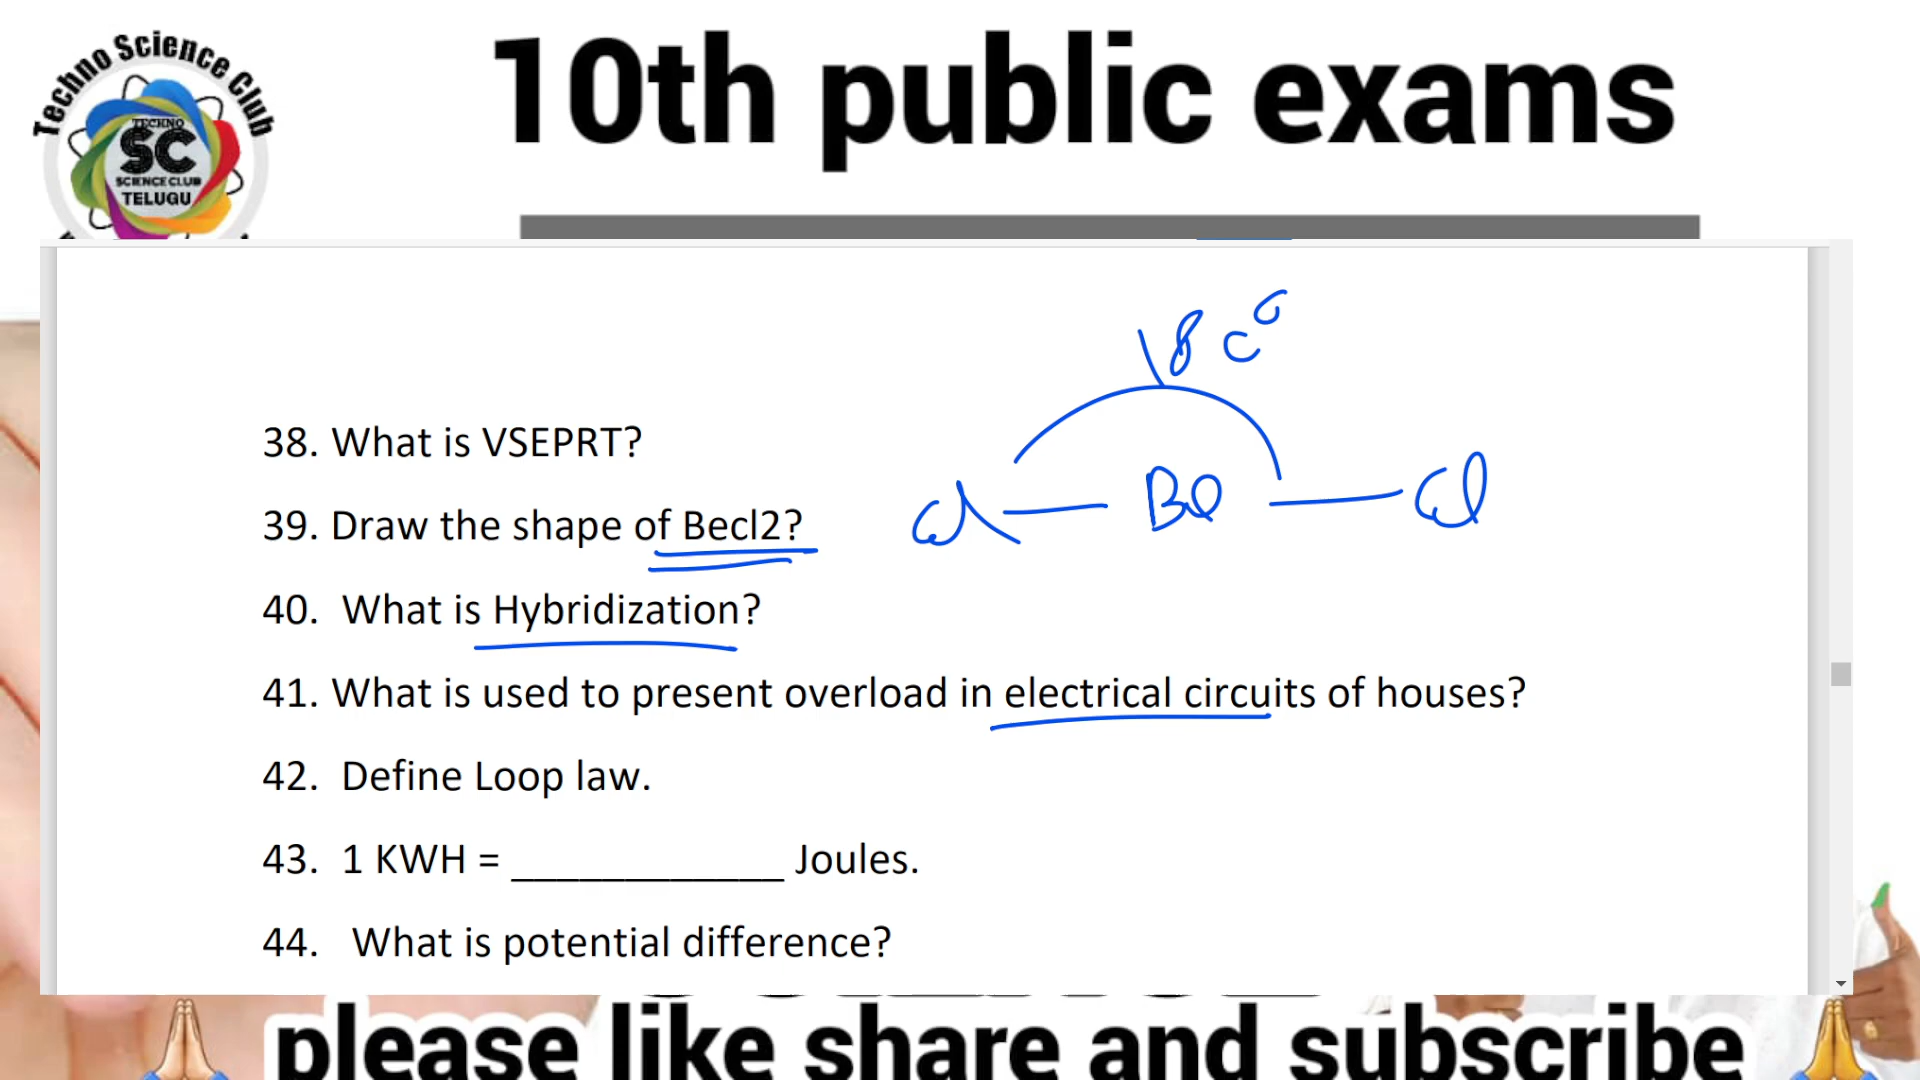 Techno Science Club
TECHNO
SC
SCIENCE CLUB
TELUGU
10th public exams
180°
38. What is VSEPRT?
39. Draw the shape of Becl2?
Cl — Be — Cl
40. What is Hybridization?
41. What is used to present overload in electrical circuits of houses?
42. Define Loop law.
43. 1 KWH = ____________ Joules.
44. What is potential difference?
please like share and subscribe